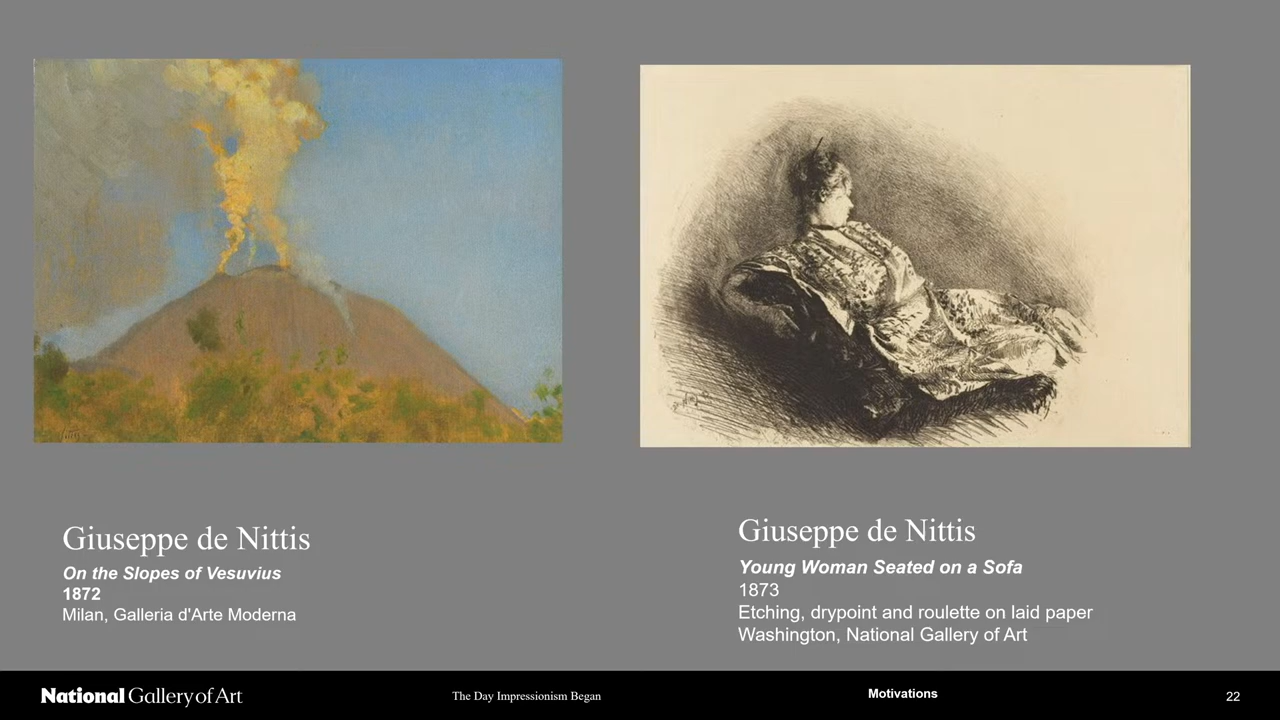 Giuseppe de Nittis
On the Slopes of Vesuvius
1872
Milan, Galleria d'Arte Moderna
Giuseppe de Nittis
Young Woman Seated on a Sofa
1873
Etching, drypoint and roulette on laid paper
Washington, National Gallery of Art
National Gallery of Art
The Day Impressionism Began
Motivations
22